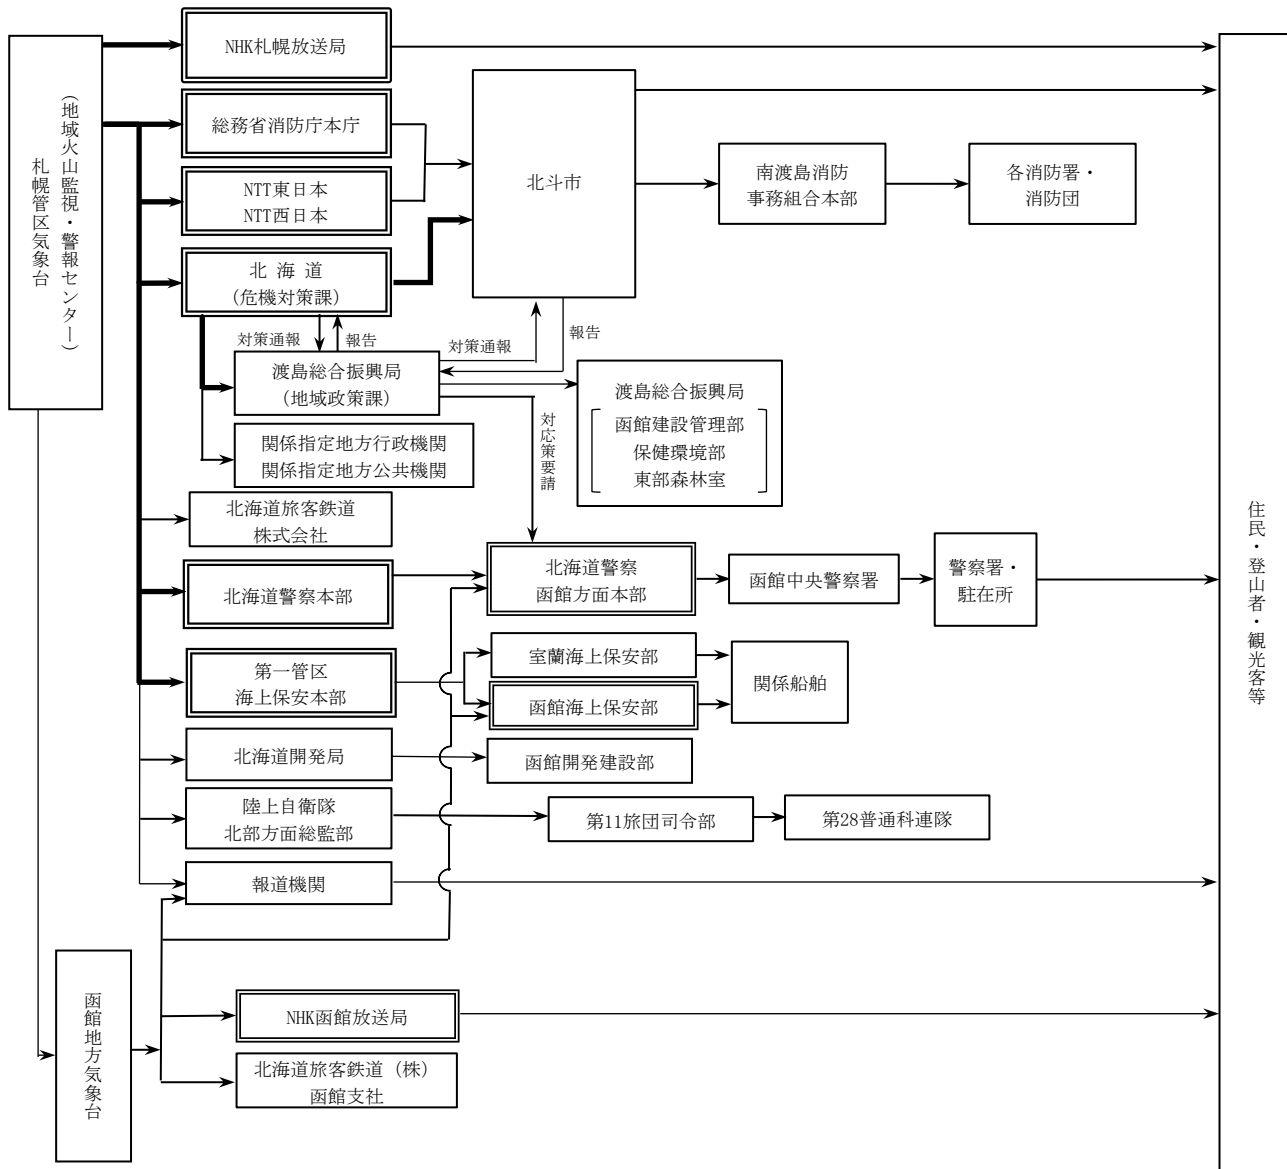 NHK札幌放送局
(地域火山監視・警報センター)
札幌管区気象台
総務省消防庁本庁
NTT東日本
NTT西日本
北斗市
南渡島消防
事務組合本部
各消防署・
消防団
北 海 道
(危機対策課)
対策通報
報告
対策通報
報告
渡島総合振興局
(地域政策課)
渡島総合振興局
函館建設管理部
保健環境部
東部森林室
対応策要請
関係指定地方行政機関
関係指定地方公共機関
北海道旅客鉄道
株式会社
住民・登山者・観光客等
北海道警察本部
北海道警察
函館方面本部
函館中央警察署
警察署・
駐在所
第一管区
海上保安本部
室蘭海上保安部
函館海上保安部
関係船舶
北海道開発局
函館開発建設部
陸上自衛隊
北部方面総監部
第11旅団司令部
第28普通科連隊
報道機関
函館地方気象台
NHK函館放送局
北海道旅客鉄道(株)
函館支社